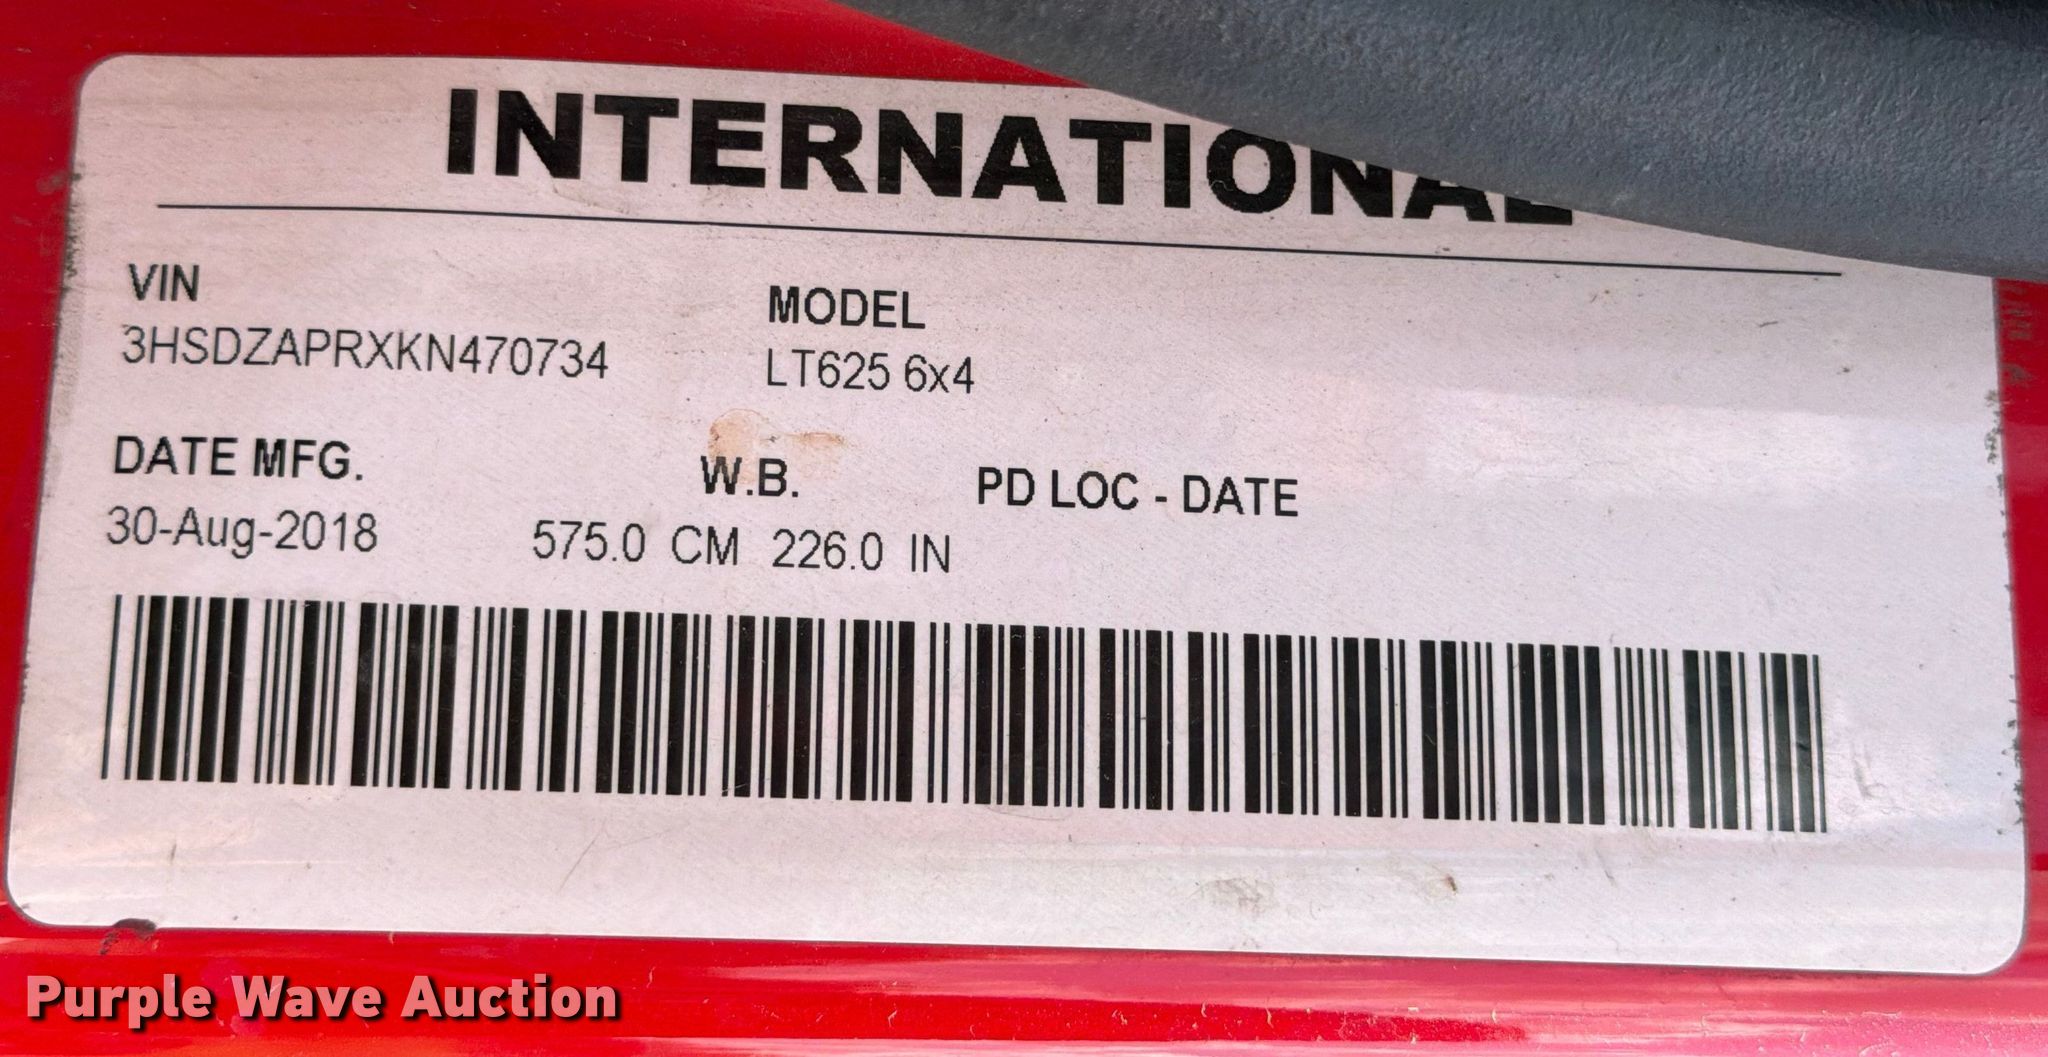 INTERNATIONAL
VIN
3HSDZAPRXKN470734
MODEL
LT625 6x4
DATE MFG.
30-Aug-2018
W.B.
575.0 CM 226.0 IN
PD LOC - DATE
Purple Wave Auction